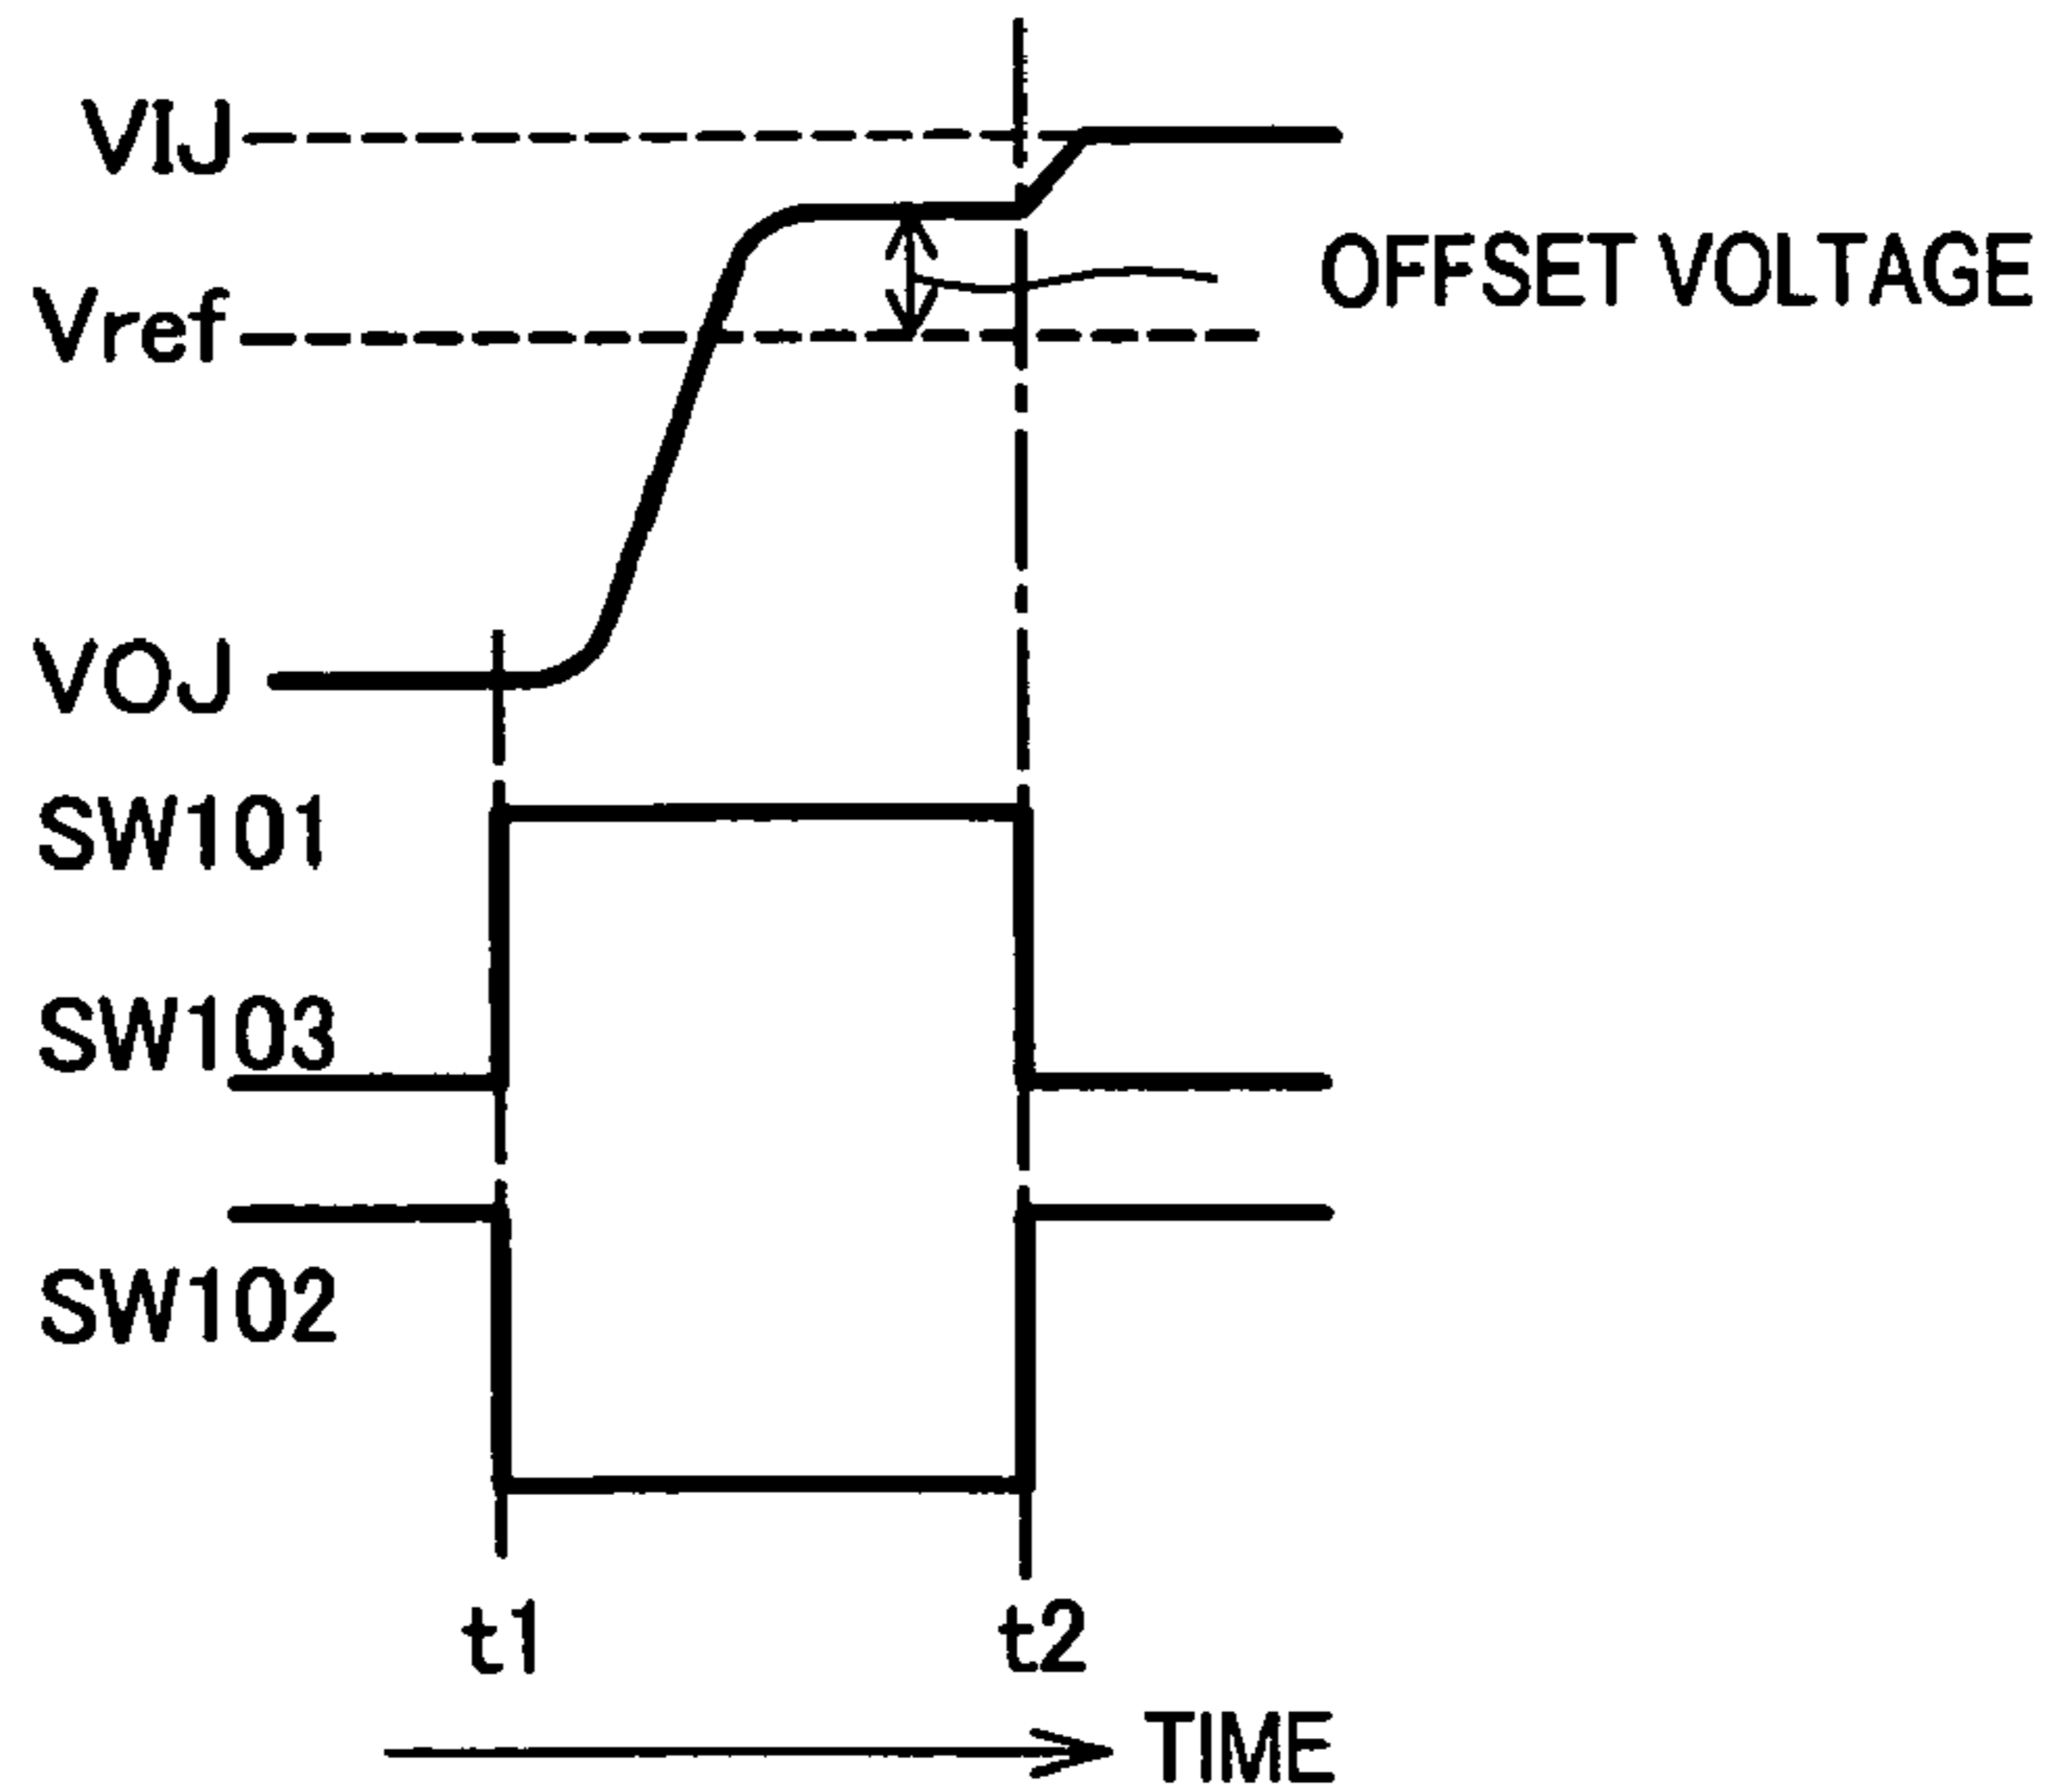 VIJ
OFFSET VOLTAGE
Vref
VOJ
SW101
SW103
SW102
t1
t2
TIME